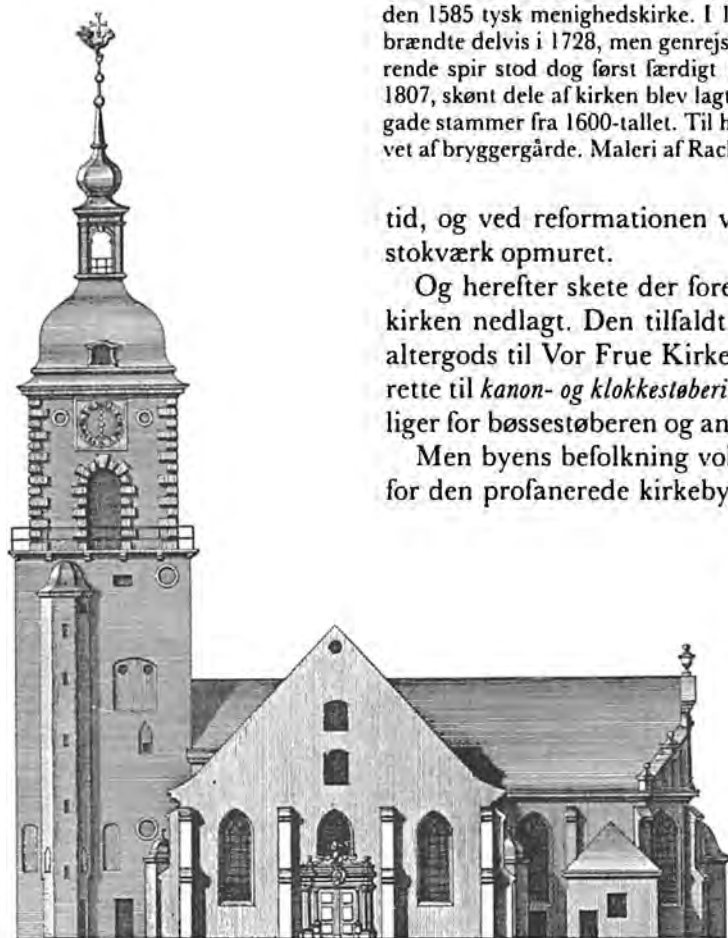 den 1585 tysk menighedskirke. I 1
brændte delvis i 1728, men genrejs
rende spir stod dog først færdigt
1807, skønt dele af kirken blev lagt
gade stammer fra 1600-tallet. Til h
vet af bryggergårde. Maleri af Rac
tid, og ved reformationen v
stokværk opmuret.
Og herefter skete der fore
kirken nedlagt. Den tilfaldt
altergods til Vor Frue Kirke
rette til kanon- og klokkestøberi
liger for bøssestøberen og an
Men byens befolkning vol
for den profanerede kirkeby